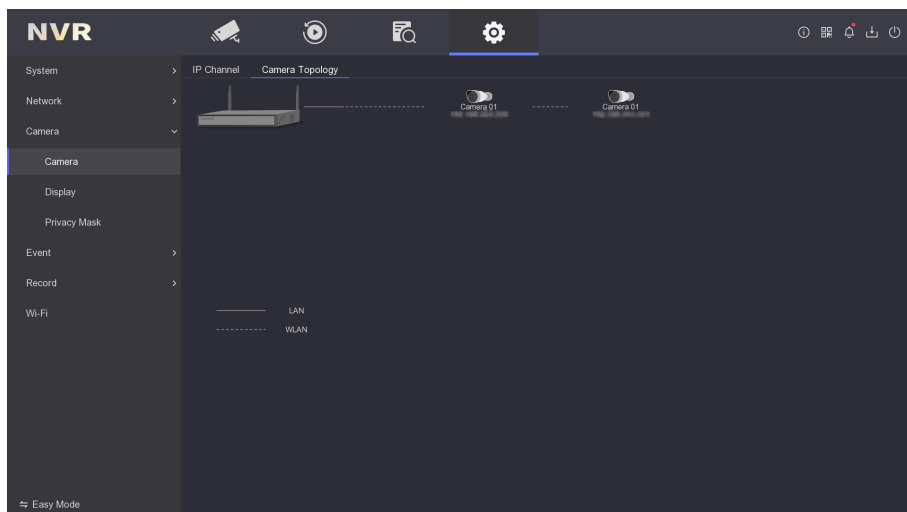 NVR
System
Network
Camera
Camera
Display
Privacy Mask
Event
Record
Wi-Fi
Easy Mode
IP Channel Camera Topology
Camera 01
Camera 01
LAN
WLAN